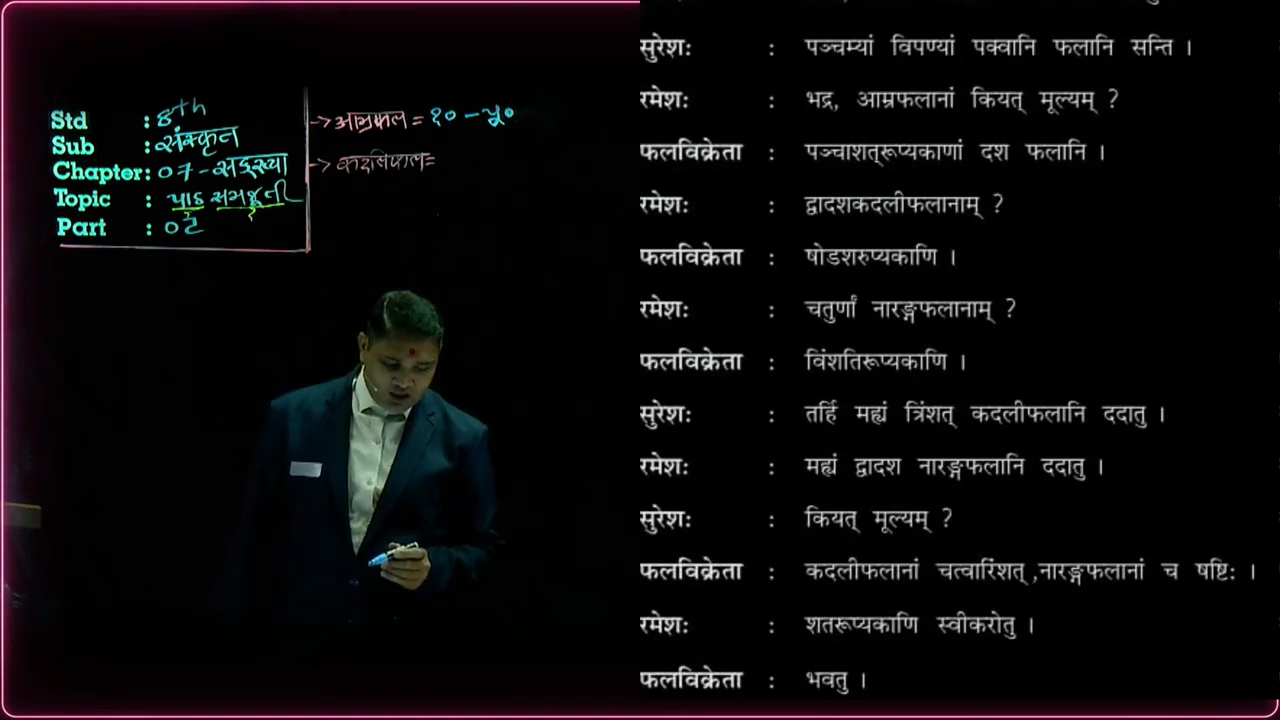 Std : 8th
Sub : संस्कृत
Chapter: 07 - सङ्ख्या
Topic : पाठ समजूती
Part : 02
→ आम्रफल = १० - ५०
सुरेशः : पञ्चम्यां विपण्यां पक्वानि फलानि सन्ति ।
रमेशः : भद्र, आम्रफलानां कियत् मूल्यम् ?
फलविक्रेता : पञ्चाशत्‌रूप्यकाणां दश फलानि ।
रमेशः : द्वादशकदलीफलानाम् ?
फलविक्रेता : षोडशरुप्यकाणि ।
रमेशः : चतुर्णां नारङ्गफलानाम् ?
फलविक्रेता : विंशतिरूप्यकाणि ।
सुरेशः : तर्हि मह्यं त्रिंशत् कदलीफलानि ददातु ।
रमेशः : मह्यं द्वादश नारङ्गफलानि ददातु ।
सुरेशः : कियत् मूल्यम् ?
फलविक्रेता : कदलीफलानां चत्वारिंशत् ,नारङ्गफलानां च षष्टिः ।
रमेशः : शतरूप्यकाणि स्वीकरोतु ।
फलविक्रेता : भवतु ।